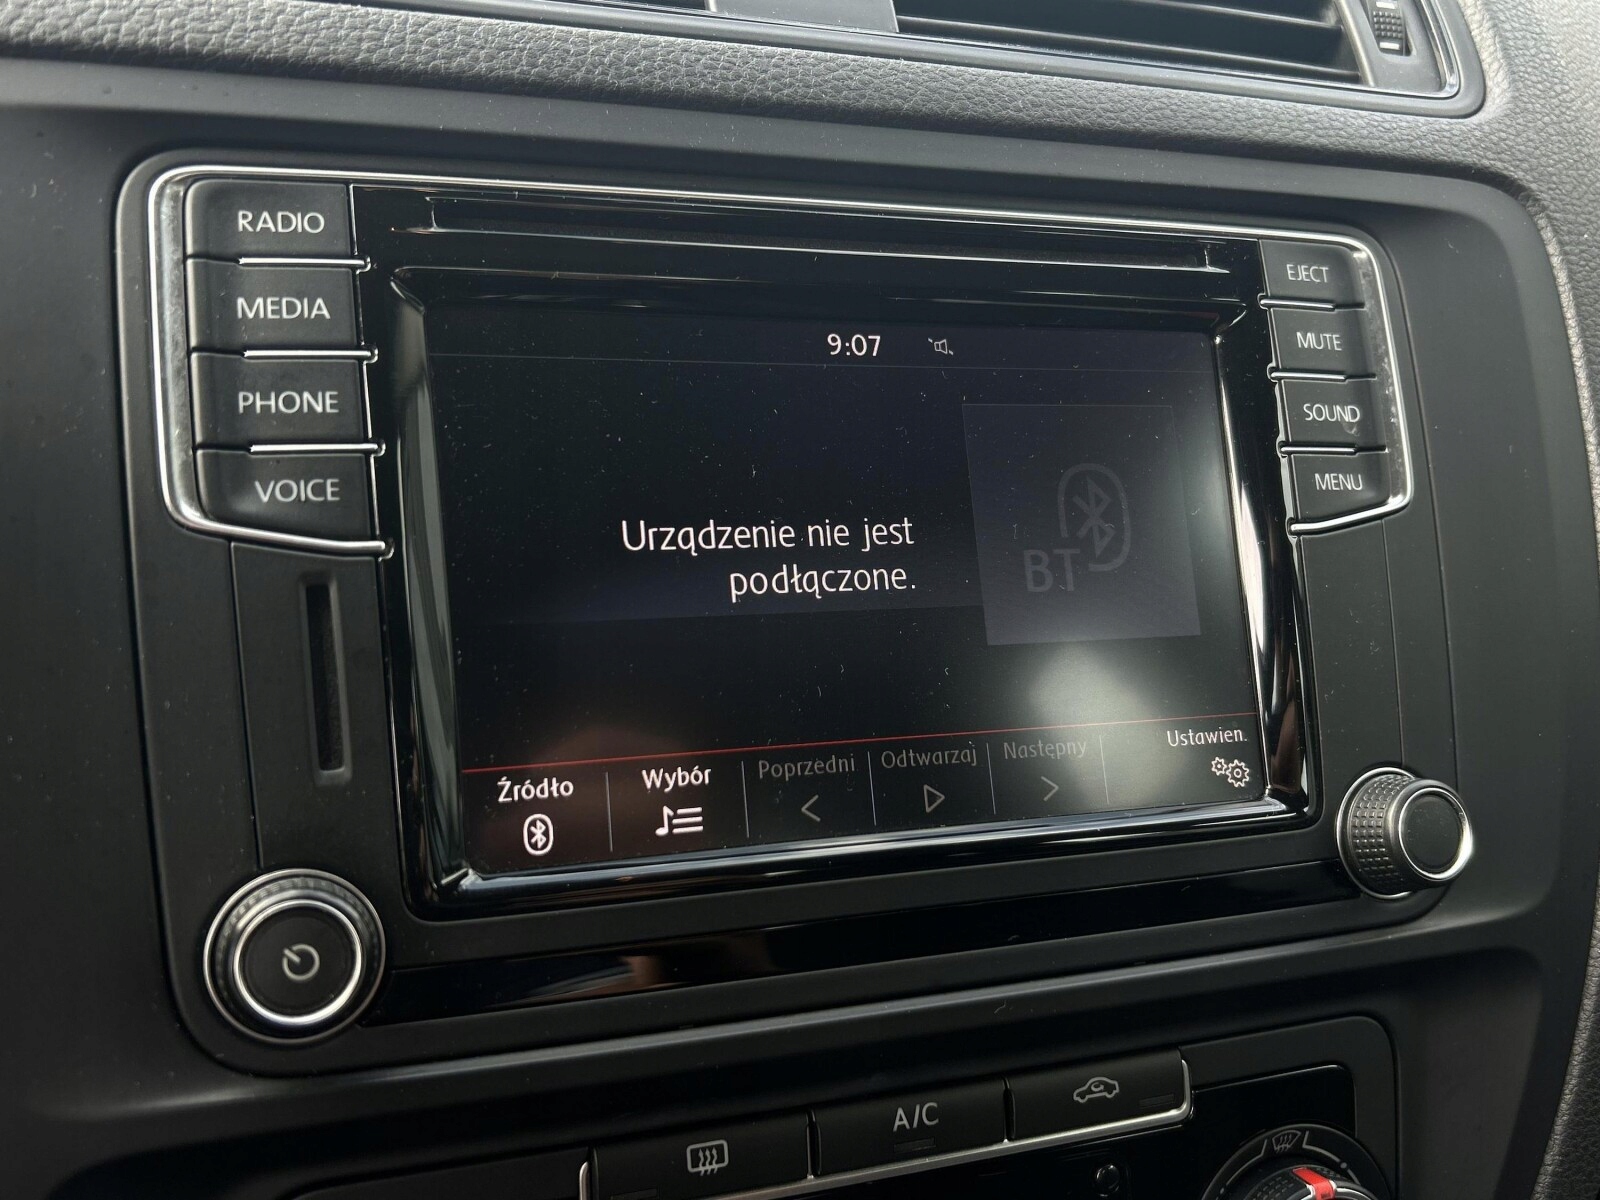 RADIO
MEDIA
PHONE
VOICE
EJECT
MUTE
SOUND
MENU
9:07
Urządzenie nie jest
podłączone.
BT
Źródło
Wybór
Poprzedni
Odtwarzaj
Następny
Ustawien.
A/C